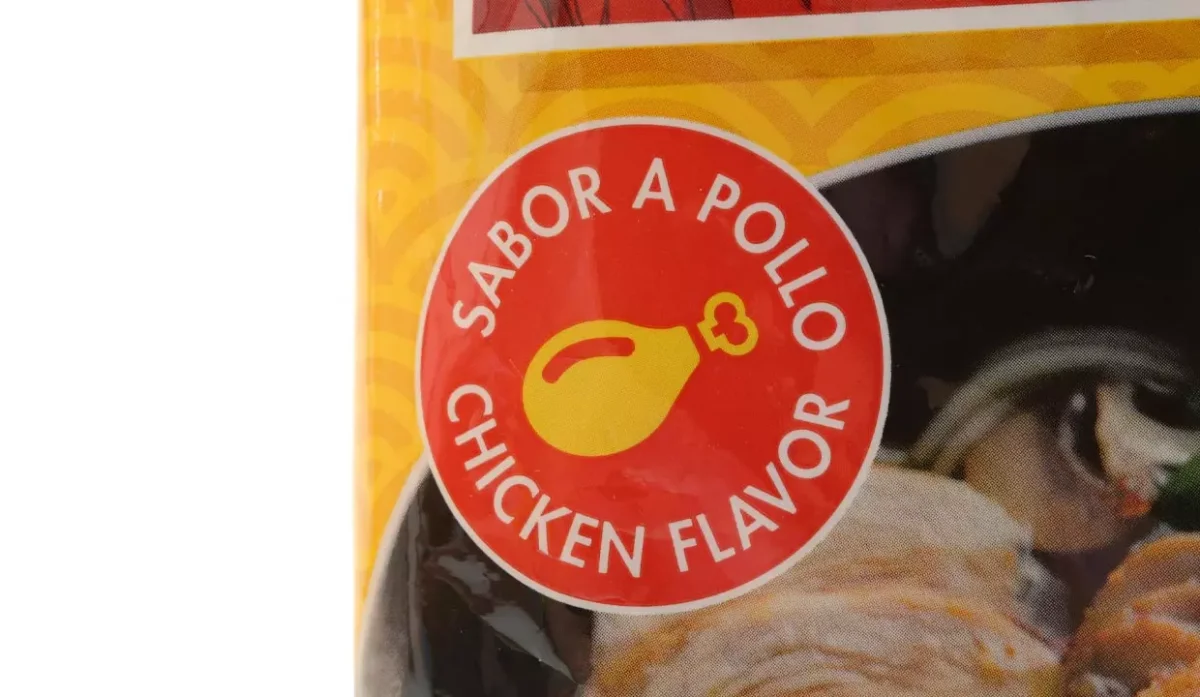 SABOR A POLLO
CHICKEN FLAVOR